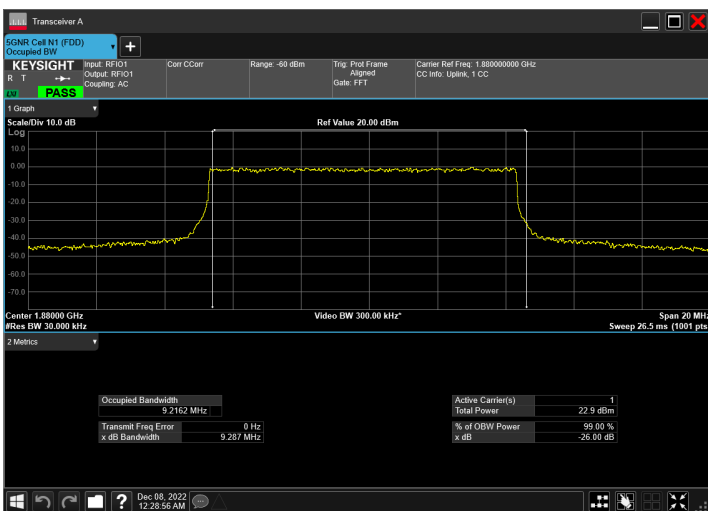 Transceiver A
5GNR Cell N1 (FDD)
Occupied BW
KEYSIGHT
R T
LXI
PASS
Input: RFIO1
Output: RFIO1
Coupling: AC
Corr CCorr
Range: -60 dBm
Trig: Prot Frame
Aligned
Gate: FFT
Carrier Ref Freq: 1.880000000 GHz
CC Info: Uplink, 1 CC
1 Graph
Scale/Div 10.0 dB
Ref Value 20.00 dBm
Log
10.0
0.00
-10.0
-20.0
-30.0
-40.0
-50.0
-60.0
-70.0
Center 1.88000 GHz
Video BW 300.00 kHz*
Span 20 MHz
#Res BW 30.000 kHz
Sweep 26.5 ms (1001 pts
2 Metrics
Occupied Bandwidth
9.2162 MHz
Transmit Freq Error 0 Hz
x dB Bandwidth 9.287 MHz
Active Carrier(s) 1
Total Power 22.9 dBm
% of OBW Power 99.00 %
x dB -26.00 dB
?
Dec 08, 2022
12:28:56 AM